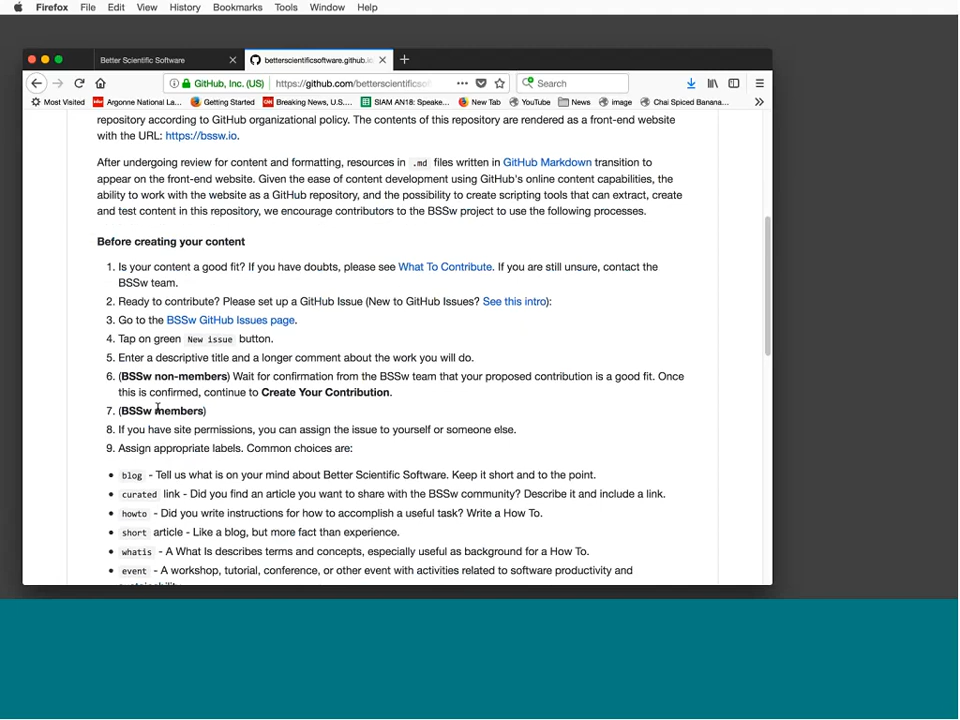 Firefox File Edit View History Bookmarks Tools Window Help
Better Scientific Software
betterscientificsoftware.github.io
GitHub, Inc. (US)
https://github.com/betterscientificso
Search
Most Visited
Argonne National La...
Getting Started
Breaking News, U.S....
SIAM AN18: Speake...
New Tab
YouTube
News
image
Chai Spiced Banana...
repository according to GitHub organizational policy. The contents of this repository are rendered as a front-end website
with the URL: https://bssw.io.
After undergoing review for content and formatting, resources in .md files written in GitHub Markdown transition to
appear on the front-end website. Given the ease of content development using GitHub's online content capabilities, the
ability to work with the website as a GitHub repository, and the possibility to create scripting tools that can extract, create
and test content in this repository, we encourage contributors to the BSSw project to use the following processes.
Before creating your content
1. Is your content a good fit? If you have doubts, please see What To Contribute. If you are still unsure, contact the
BSSw team.
2. Ready to contribute? Please set up a GitHub Issue (New to GitHub Issues? See this intro):
3. Go to the BSSw GitHub Issues page.
4. Tap on green New issue button.
5. Enter a descriptive title and a longer comment about the work you will do.
6. (BSSw non-members) Wait for confirmation from the BSSw team that your proposed contribution is a good fit. Once
this is confirmed, continue to Create Your Contribution.
7. (BSSw members)
8. If you have site permissions, you can assign the issue to yourself or someone else.
9. Assign appropriate labels. Common choices are:
• blog - Tell us what is on your mind about Better Scientific Software. Keep it short and to the point.
• curated link - Did you find an article you want to share with the BSSw community? Describe it and include a link.
• howto - Did you write instructions for how to accomplish a useful task? Write a How To.
• short article - Like a blog, but more fact than experience.
• whatis - A What Is describes terms and concepts, especially useful as background for a How To.
• event - A workshop, tutorial, conference, or other event with activities related to software productivity and